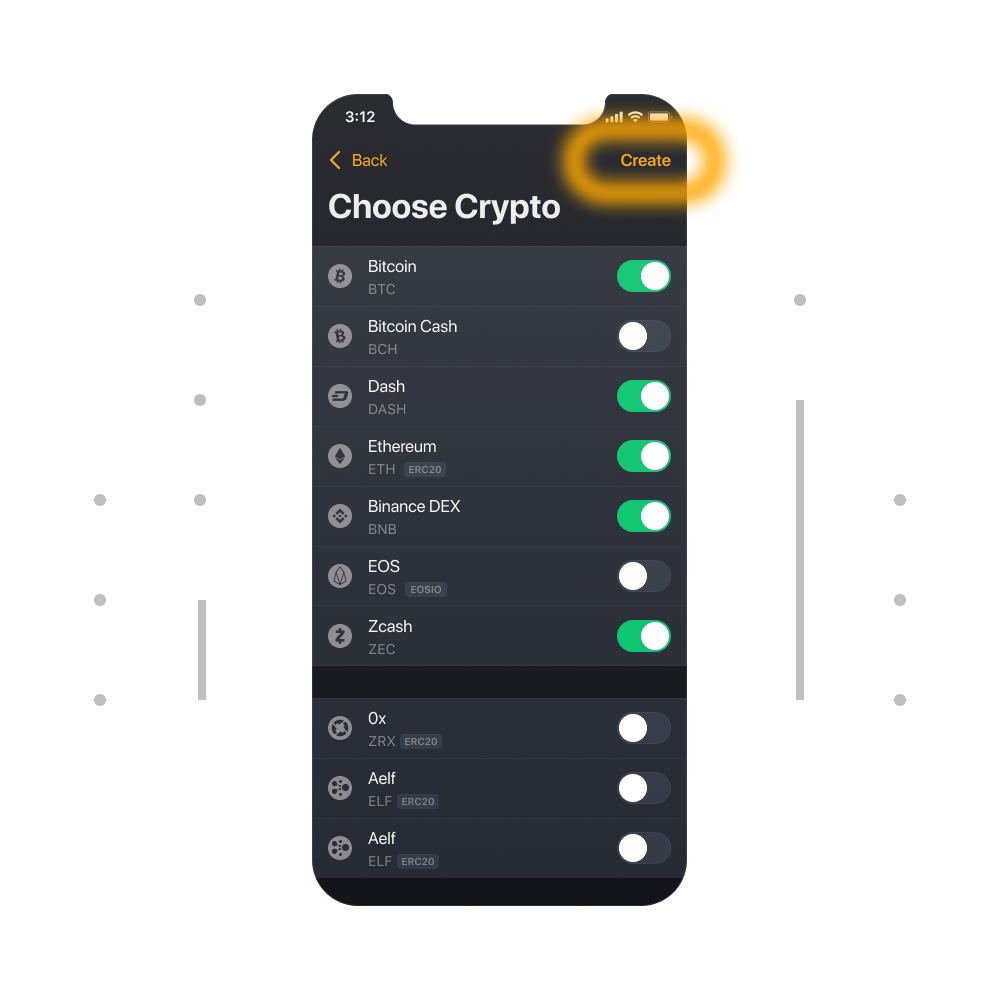 3:12
Back
Create
Choose Crypto
Bitcoin
BTC
Bitcoin Cash
BCH
Dash
DASH
Ethereum
ETH ERC20
Binance DEX
BNB
EOS
EOS EOSIO
Zcash
ZEC
0x
ZRX ERC20
Aelf
ELF ERC20
Aelf
ELF ERC20